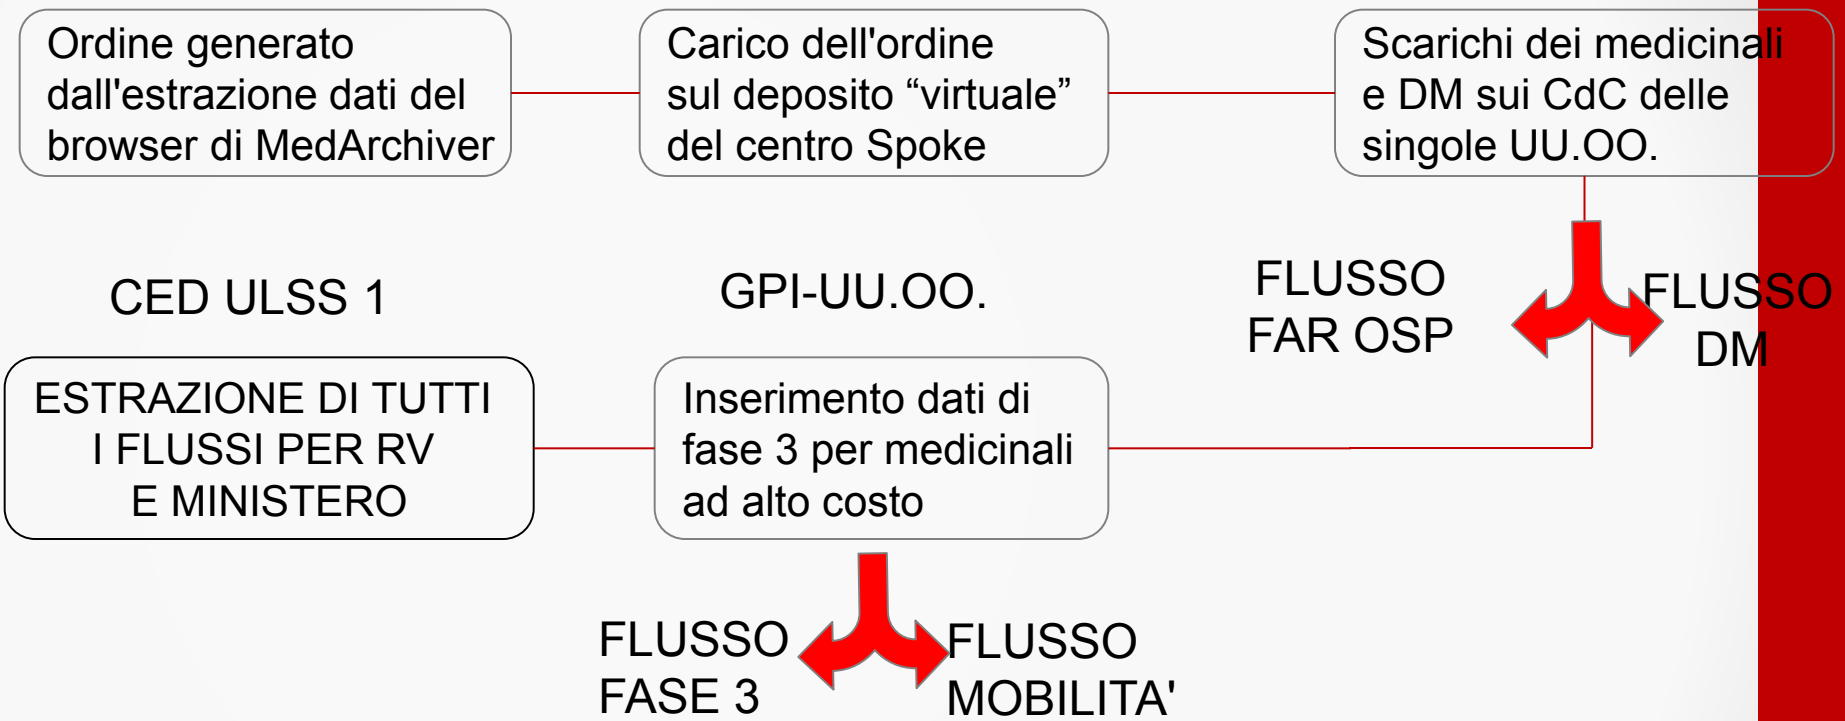 Ordine generato
dall'estrazione dati del
browser di MedArchiver
Carico dell'ordine
sul deposito “virtuale”
del centro Spoke
Scarichi dei medicinali
e DM sui CdC delle
singole UU.OO.
CED ULSS 1
GPI-UU.OO.
FLUSSO
FAR OSP
FLUSSO
DM
ESTRAZIONE DI TUTTI
I FLUSSI PER RV
E MINISTERO
Inserimento dati di
fase 3 per medicinali
ad alto costo
FLUSSO
FASE 3
FLUSSO
MOBILITA'